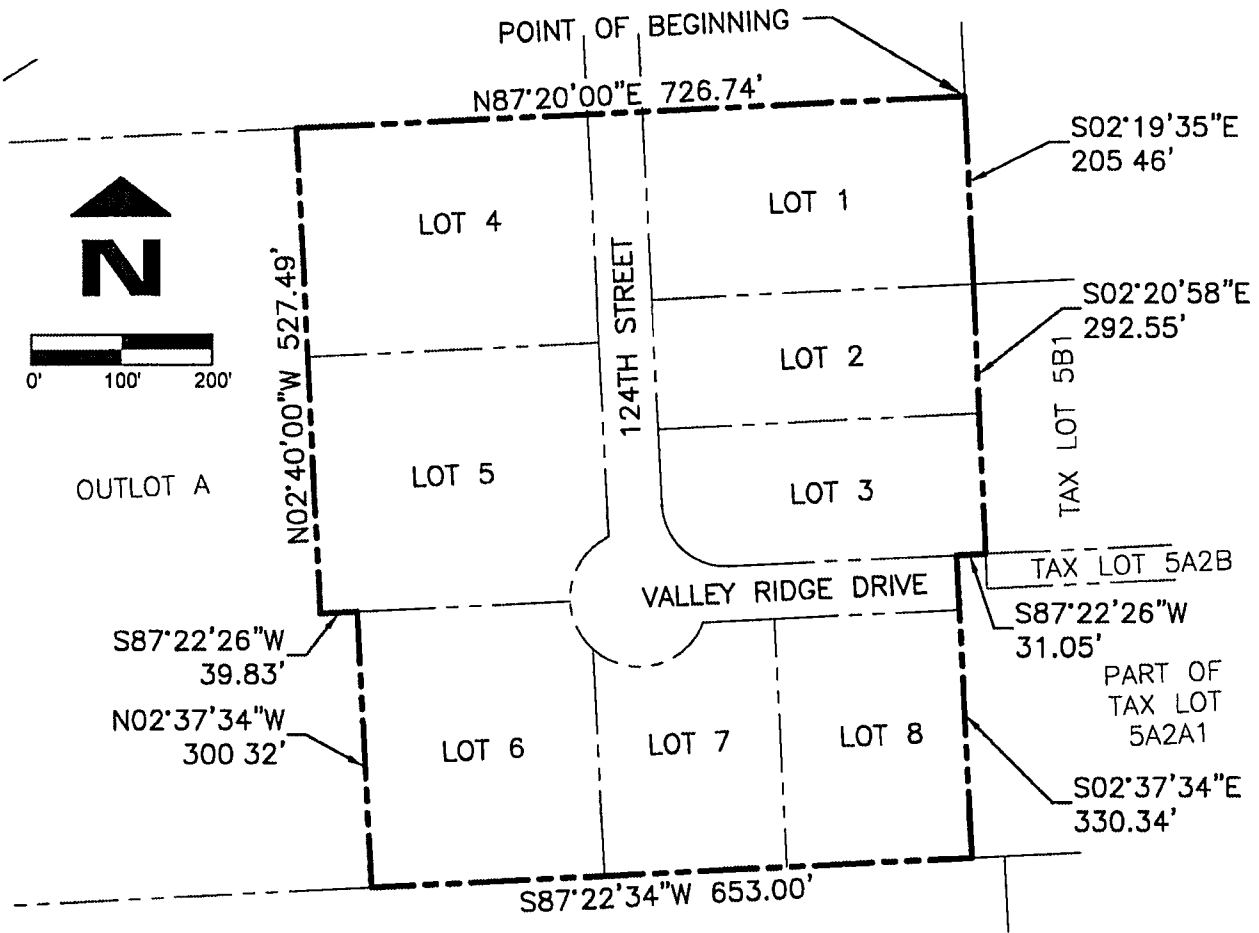 POINT OF BEGINNING
N87°20'00"E 726.74'
S02°19'35"E
205 46'
N
LOT 4
LOT 1
0' 100' 200'
N02°40'00"W 527.49'
124TH STREET
S02°20'58"E
292.55'
LOT 2
TAX LOT 5B1
OUTLOT A
LOT 5
LOT 3
TAX LOT 5A2B
VALLEY RIDGE DRIVE
S87°22'26"W
39.83'
S87°22'26"W
31.05'
PART OF
TAX LOT
5A2A1
N02°37'34"W
300 32'
LOT 6
LOT 7
LOT 8
S02°37'34"E
330.34'
S87°22'34"W 653.00'